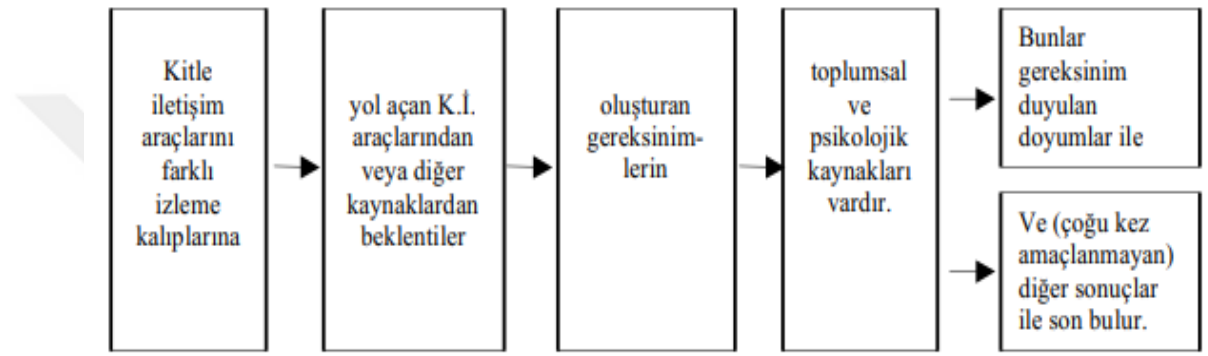 Kitle
iletişim
araçlarını
farklı
izleme
kalıplarına
yol açan K.İ.
araçlarından
veya diğer
kaynaklardan
beklentiler
oluşturan
gereksinim-
lerin
toplumsal
ve
psikolojik
kaynakları
vardır.
Bunlar
gereksinim
duyulan
doyumlar ile
Ve (çoğu kez
amaçlanmayan)
diğer sonuçlar
ile son bulur.